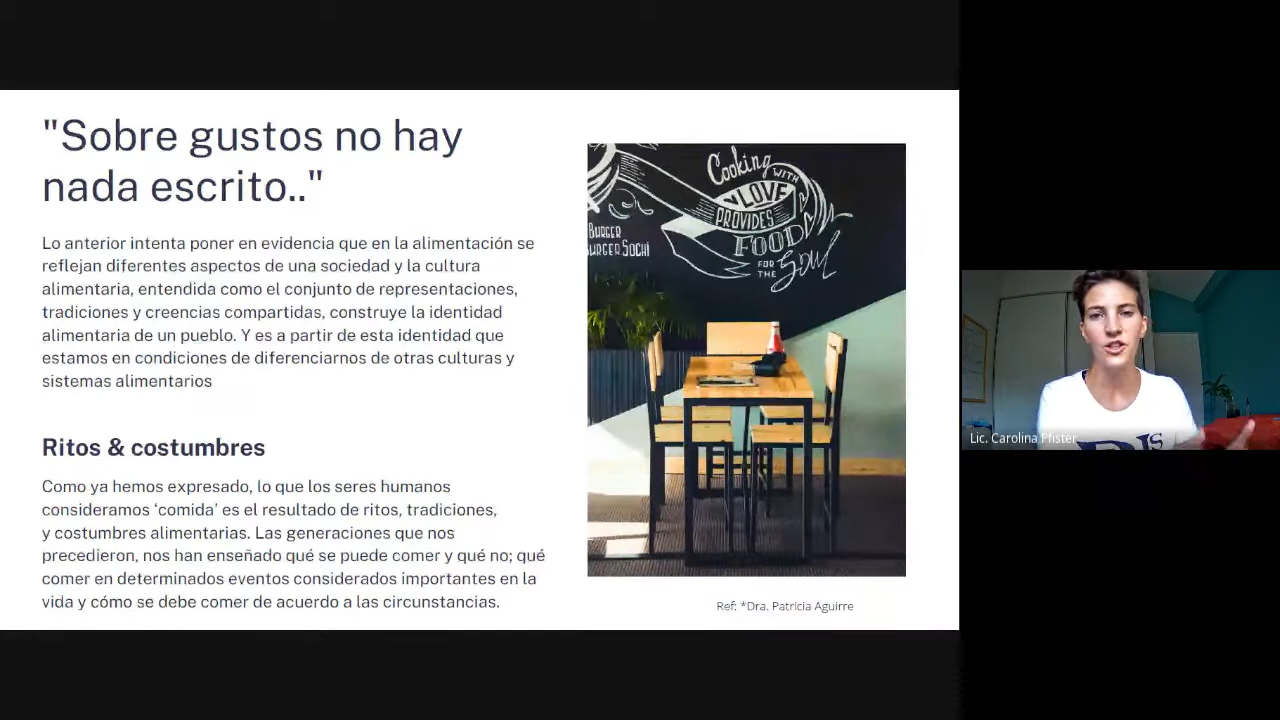 "Sobre gustos no hay
nada escrito.."
Lo anterior intenta poner en evidencia que en la alimentación se
reflejan diferentes aspectos de una sociedad y la cultura
alimentaria, entendida como el conjunto de representaciones,
tradiciones y creencias compartidas, construye la identidad
alimentaria de un pueblo. Y es a partir de esta identidad que
estamos en condiciones de diferenciarnos de otras culturas y
sistemas alimentarios
Ritos & costumbres
Como ya hemos expresado, lo que los seres humanos
consideramos ‘comida’ es el resultado de ritos, tradiciones,
y costumbres alimentarias. Las generaciones que nos
precedieron, nos han enseñado qué se puede comer y qué no; qué
comer en determinados eventos considerados importantes en la
vida y cómo se debe comer de acuerdo a las circunstancias.
Cooking
WITH
LOVE
PROVIDES
FOOD
FOR
THE
Soul
BURGER
BURGER SOCHI
Ref: *Dra. Patricia Aguirre
Lic. Carolina Pfister